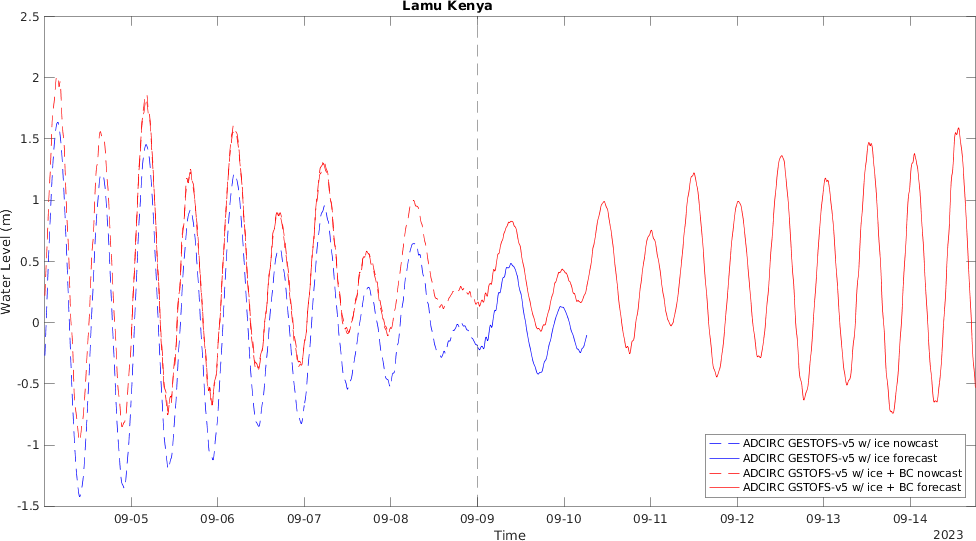 Lamu Kenya
2.5
2
1.5
1
0.5
0
-0.5
-1
-1.5
Water Level (m)
09-05 09-06 09-07 09-08 09-09 09-10 09-11 09-12 09-13 09-14
Time
2023
ADCIRC GESTOFS-v5 w/ ice nowcast
ADCIRC GESTOFS-v5 w/ ice forecast
ADCIRC GSTOFS-v5 w/ ice + BC nowcast
ADCIRC GSTOFS-v5 w/ ice + BC forecast